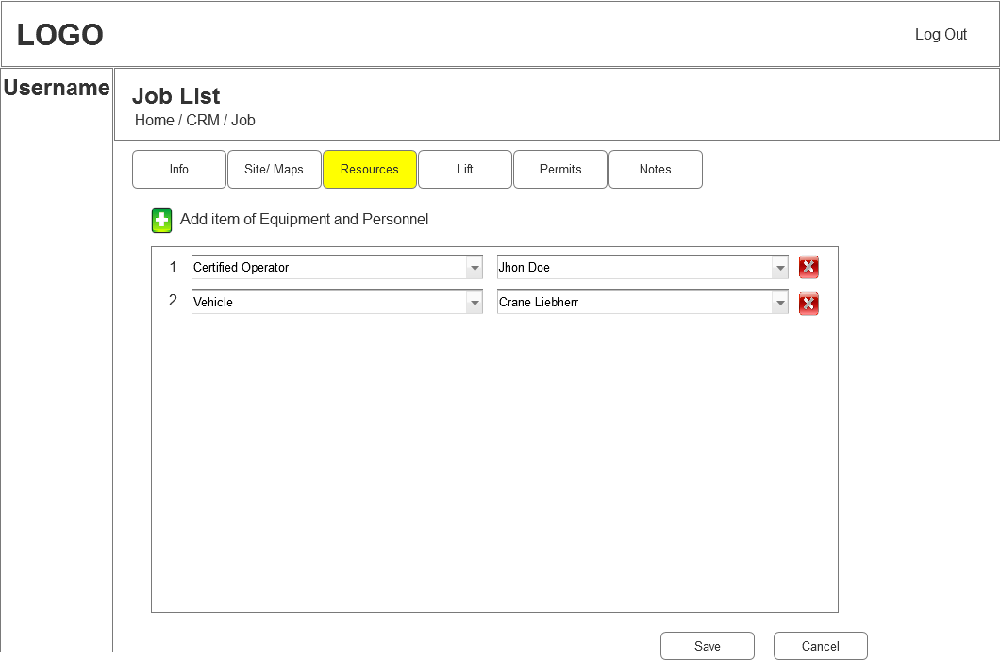 LOGO
Log Out
Username
Job List
Home / CRM / Job
Info
Site/ Maps
Resources
Lift
Permits
Notes
Add item of Equipment and Personnel
1. Certified Operator Jhon Doe
2. Vehicle Crane Liebherr
Save
Cancel